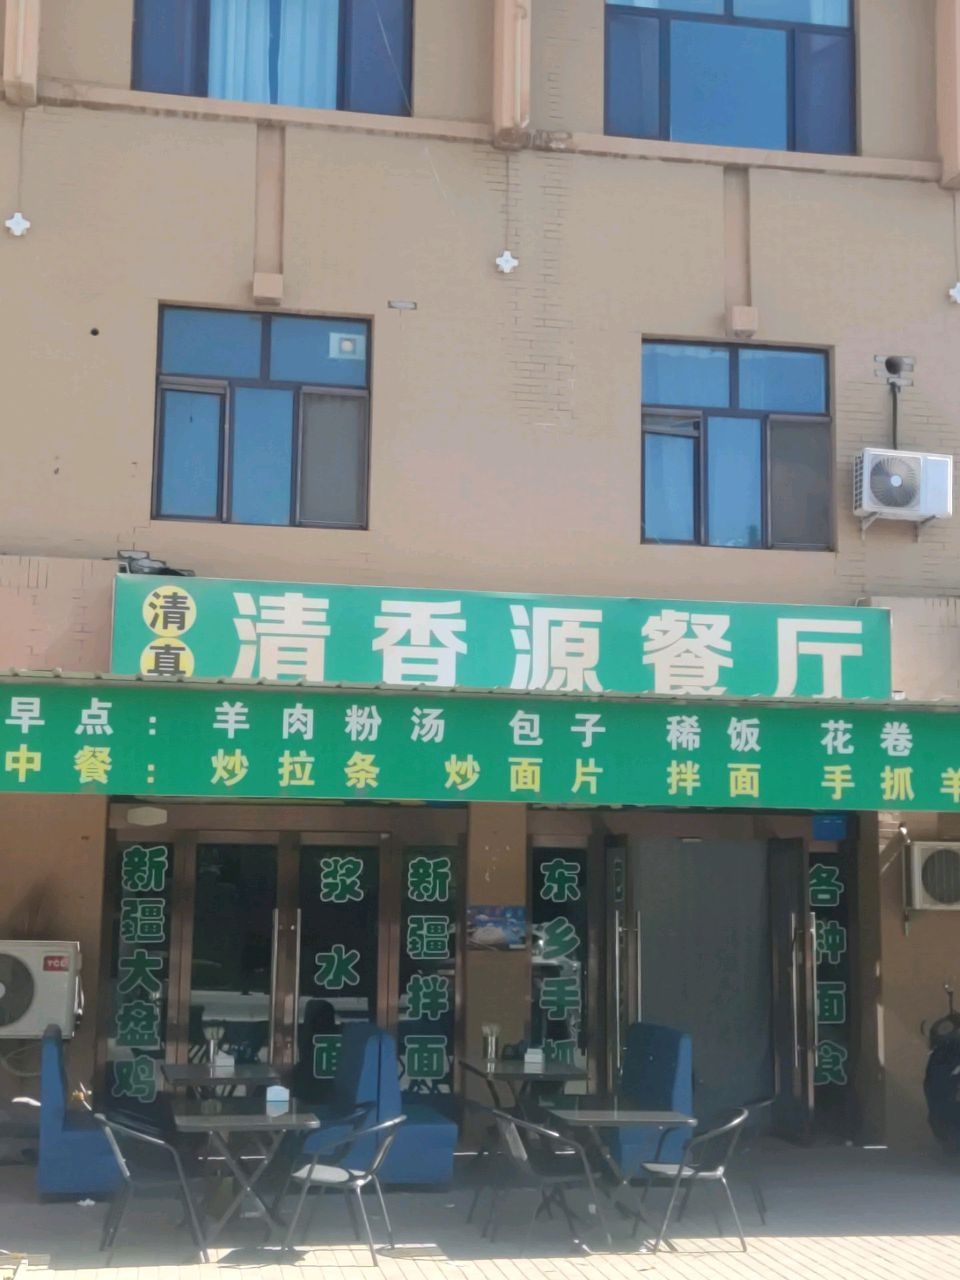 清真
清香源餐厅
早点：羊肉粉汤 包子 稀饭 花卷
中餐：炒拉条 炒面片 拌面 手抓羊
新疆大盘鸡
浆水面
新疆拌面
东乡手抓
各种面食
TCL